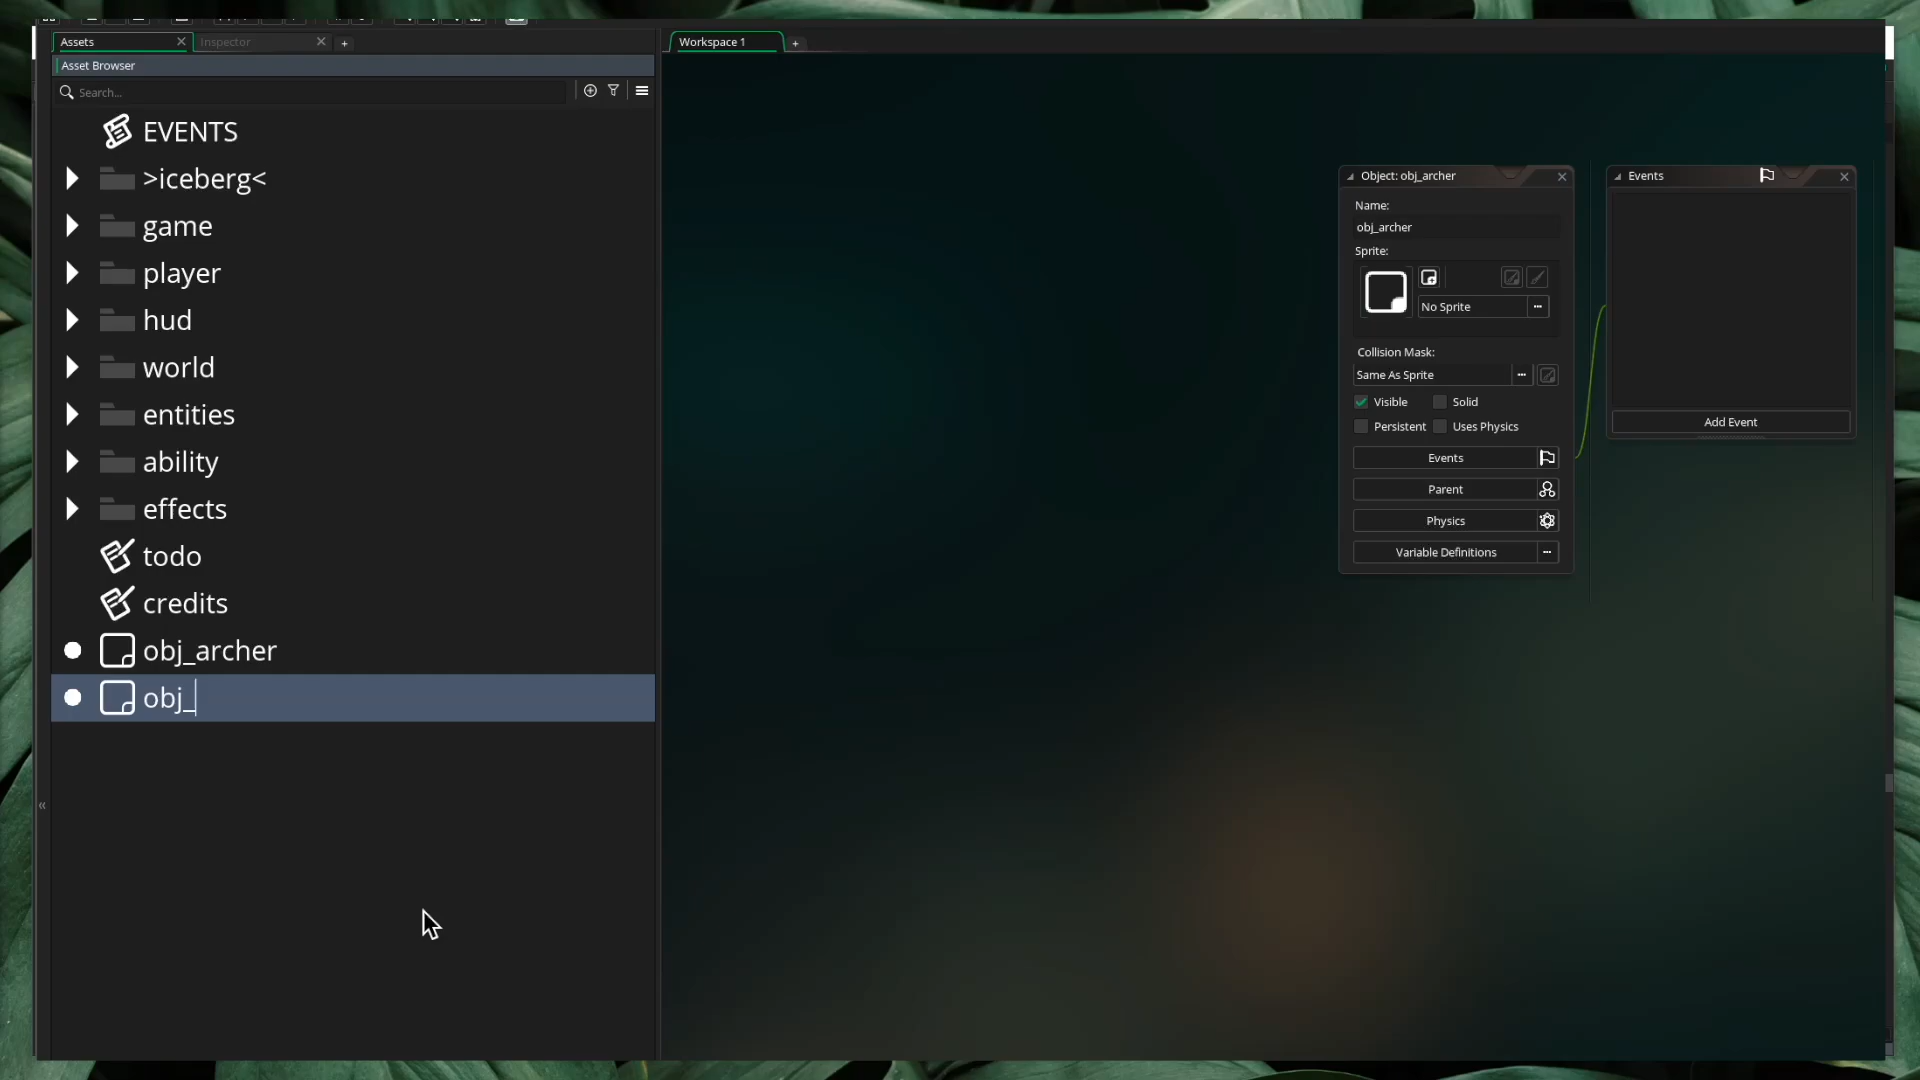 Assets
Inspector
Workspace 1
Asset Browser
Search...
EVENTS
>iceberg<
game
player
hud
world
entities
ability
effects
todo
credits
obj_archer
obj_
Object: obj_archer
Name:
obj_archer
Sprite:
No Sprite
Collision Mask:
Same As Sprite
Visible
Solid
Persistent
Uses Physics
Events
Parent
Physics
Variable Definitions
Events
Add Event